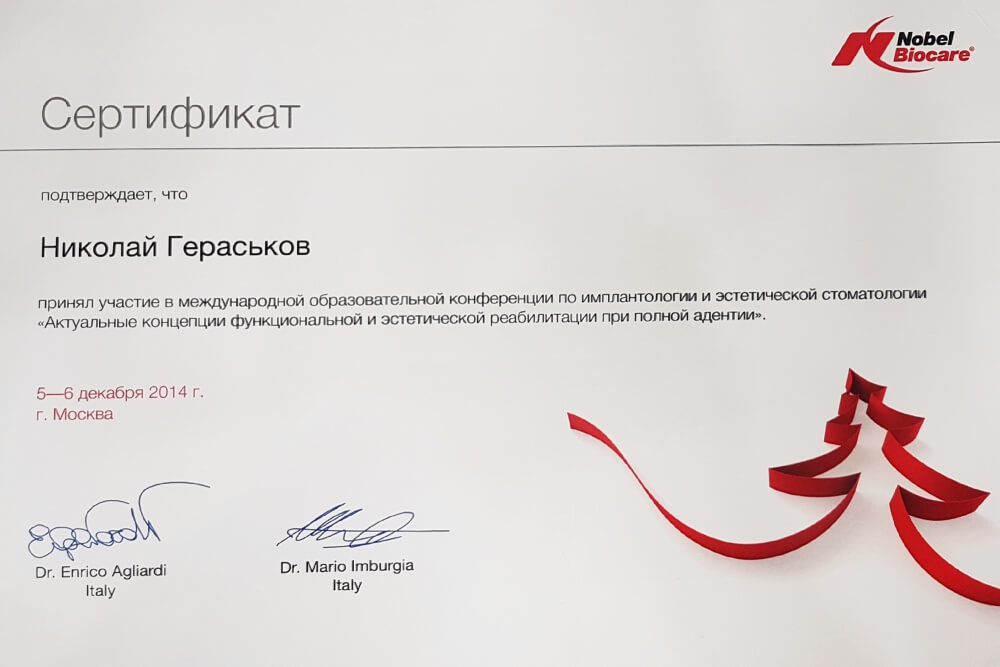 Nobel
Biocare®
Сертификат
подтверждает, что
Николай Гераськов
принял участие в международной образовательной конференции по имплантологии и эстетической стоматологии
«Актуальные концепции функциональной и эстетической реабилитации при полной адентии».
5—6 декабря 2014 г.
г. Москва
Dr. Enrico Agliardi
Italy
Dr. Mario Imburgia
Italy